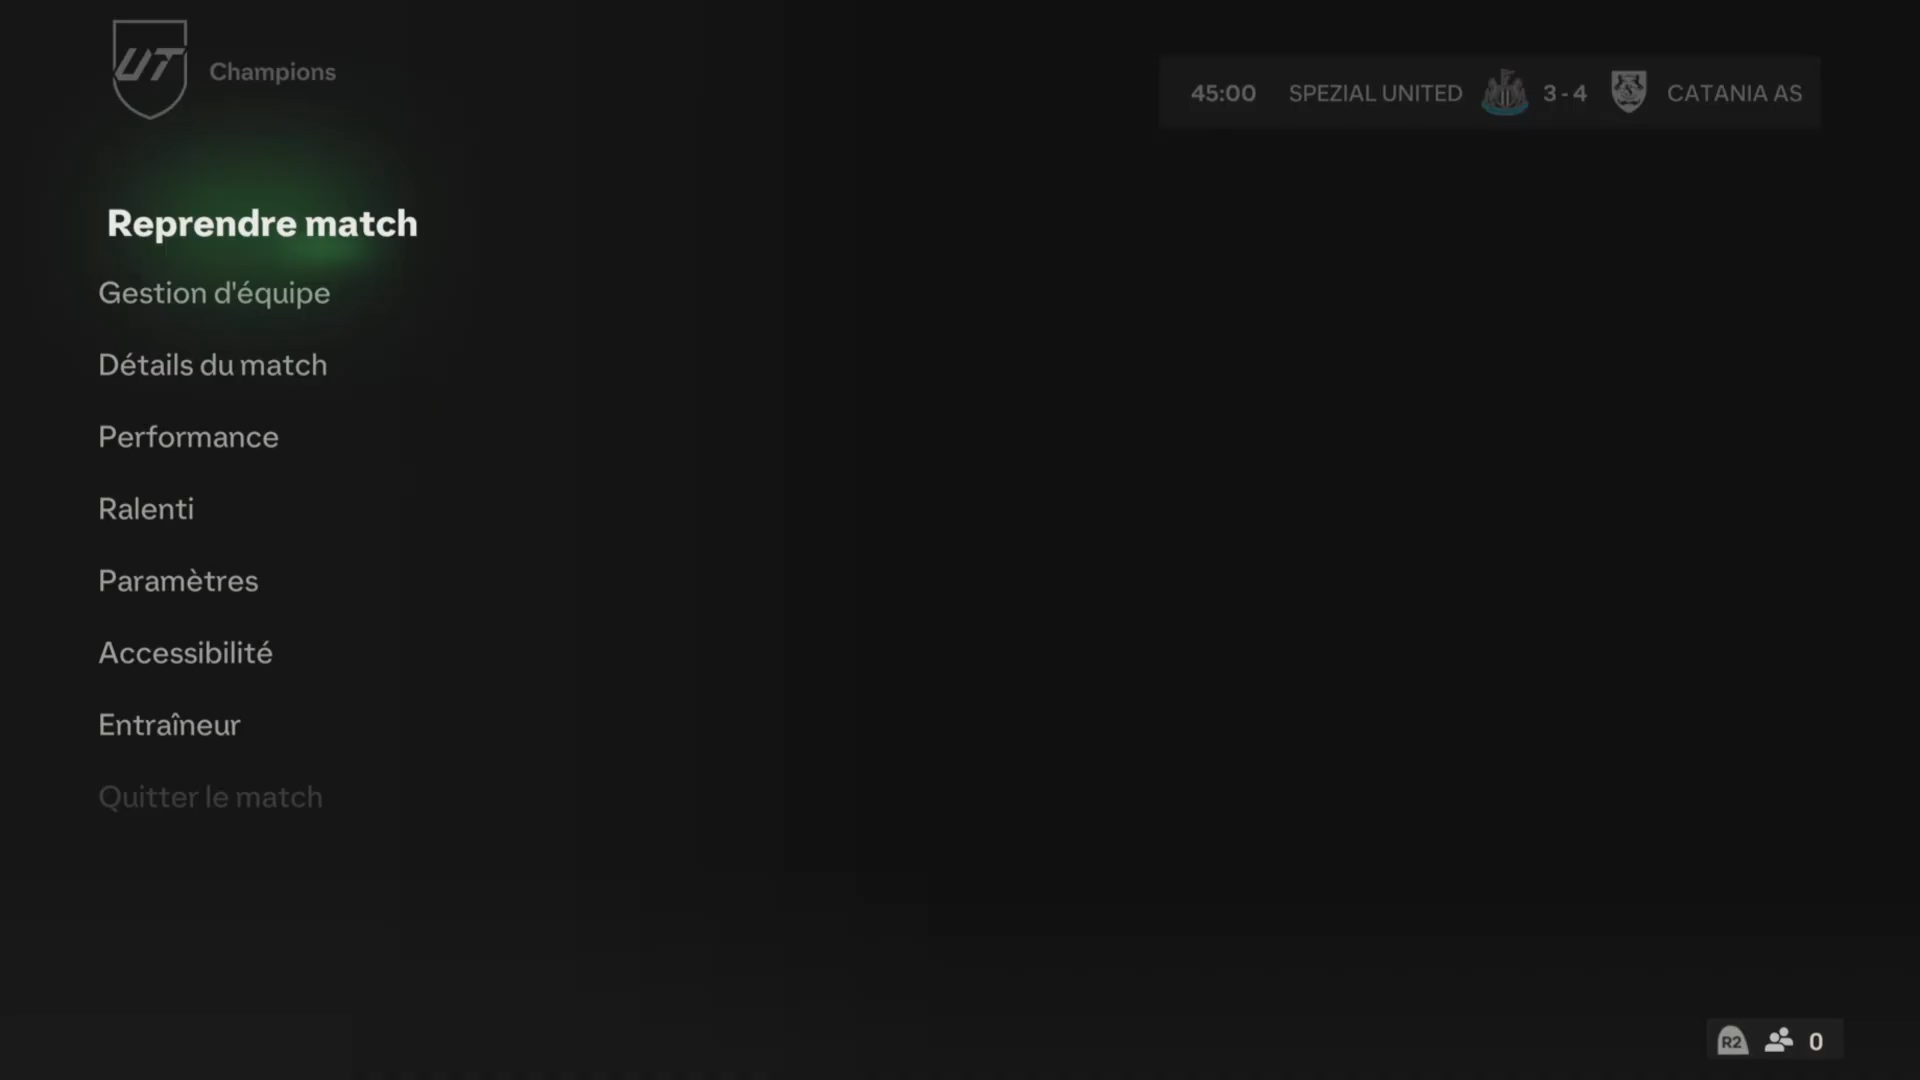 UT
Champions
45:00 SPEZIAL UNITED 3 - 4 CATANIA AS
Reprendre match
Gestion d'équipe
Détails du match
Performance
Ralenti
Paramètres
Accessibilité
Entraîneur
Quitter le match
R2 0